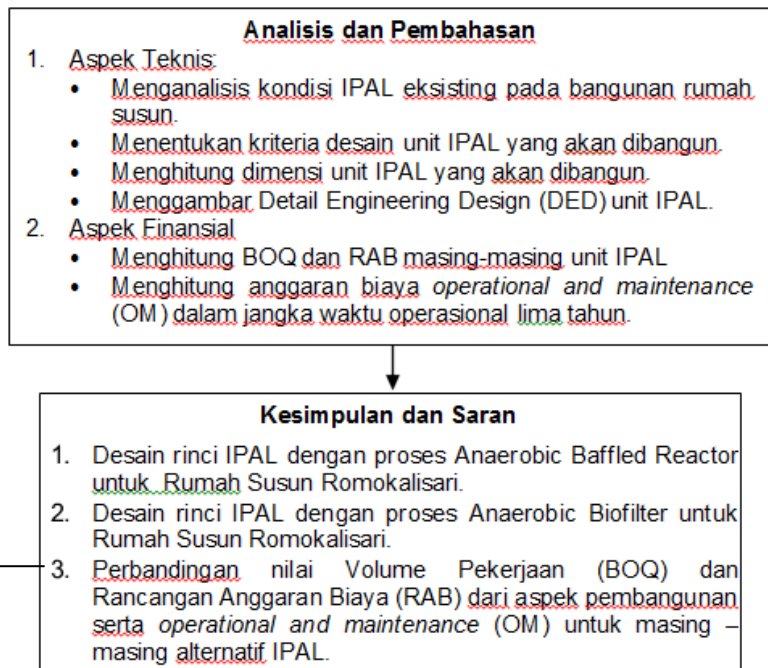 Analisis dan Pembahasan
1. Aspek Teknis:
• Menganalisis kondisi IPAL eksisting pada bangunan rumah
susun.
• Menentukan kriteria desain unit IPAL yang akan dibangun.
• Menghitung dimensi unit IPAL yang akan dibangun.
• Menggambar Detail Engineering Design (DED) unit IPAL.
2. Aspek Finansial
• Menghitung BOQ dan RAB masing-masing unit IPAL
• Menghitung anggaran biaya operational and maintenance
(OM) dalam jangka waktu operasional lima tahun.
Kesimpulan dan Saran
1. Desain rinci IPAL dengan proses Anaerobic Baffled Reactor
untuk Rumah Susun Romokalisari.
2. Desain rinci IPAL dengan proses Anaerobic Biofilter untuk
Rumah Susun Romokalisari.
3. Perbandingan nilai Volume Pekerjaan (BOQ) dan
Rancangan Anggaran Biaya (RAB) dari aspek pembangunan
serta operational and maintenance (OM) untuk masing –
masing alternatif IPAL.